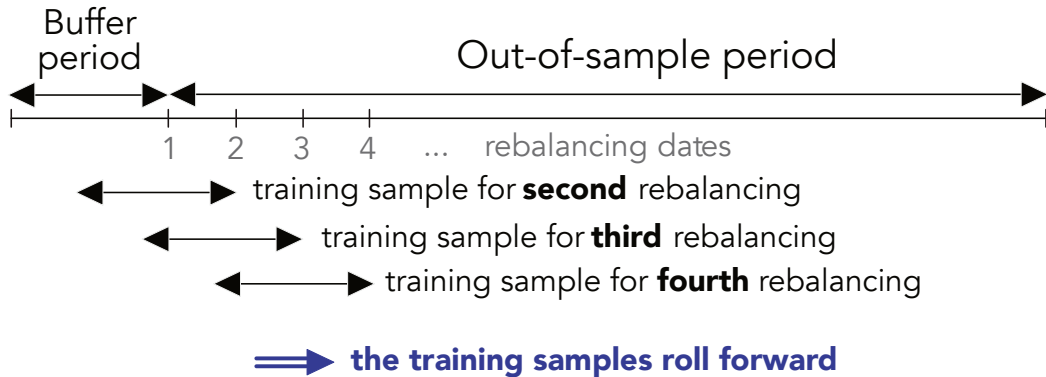 Buffer
period
Out-of-sample period
1 2 3 4 ... rebalancing dates
training sample for second rebalancing
training sample for third rebalancing
training sample for fourth rebalancing
the training samples roll forward